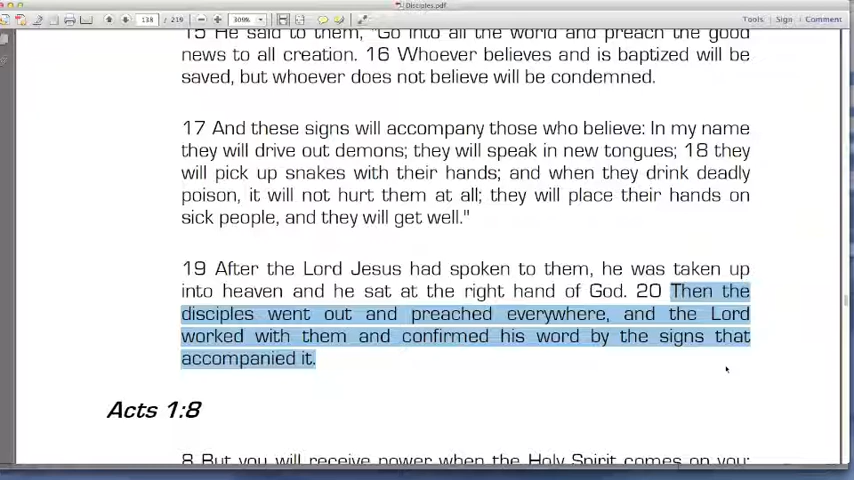 Disciples.pdf
138 / 219
309%
Tools Sign Comment
15 He said to them, "Go into all the world and preach the good
news to all creation. 16 Whoever believes and is baptized will be
saved, but whoever does not believe will be condemned.
17 And these signs will accompany those who believe: In my name
they will drive out demons; they will speak in new tongues; 18 they
will pick up snakes with their hands; and when they drink deadly
poison, it will not hurt them at all; they will place their hands on
sick people, and they will get well."
19 After the Lord Jesus had spoken to them, he was taken up
into heaven and he sat at the right hand of God. 20 Then the
disciples went out and preached everywhere, and the Lord
worked with them and confirmed his word by the signs that
accompanied it.
Acts 1:8
8 But you will receive power when the Holy Spirit comes on you;